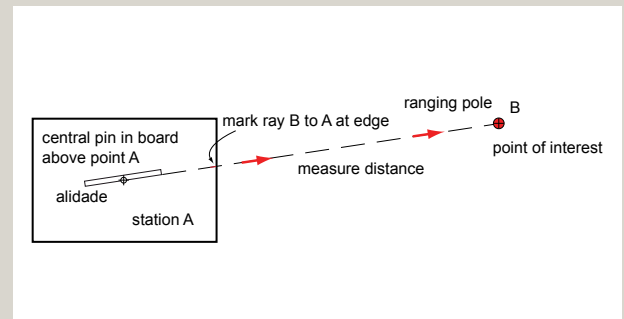 ranging pole
B
mark ray B to A at edge
central pin in board
above point A
point of interest
measure distance
alidade
station A